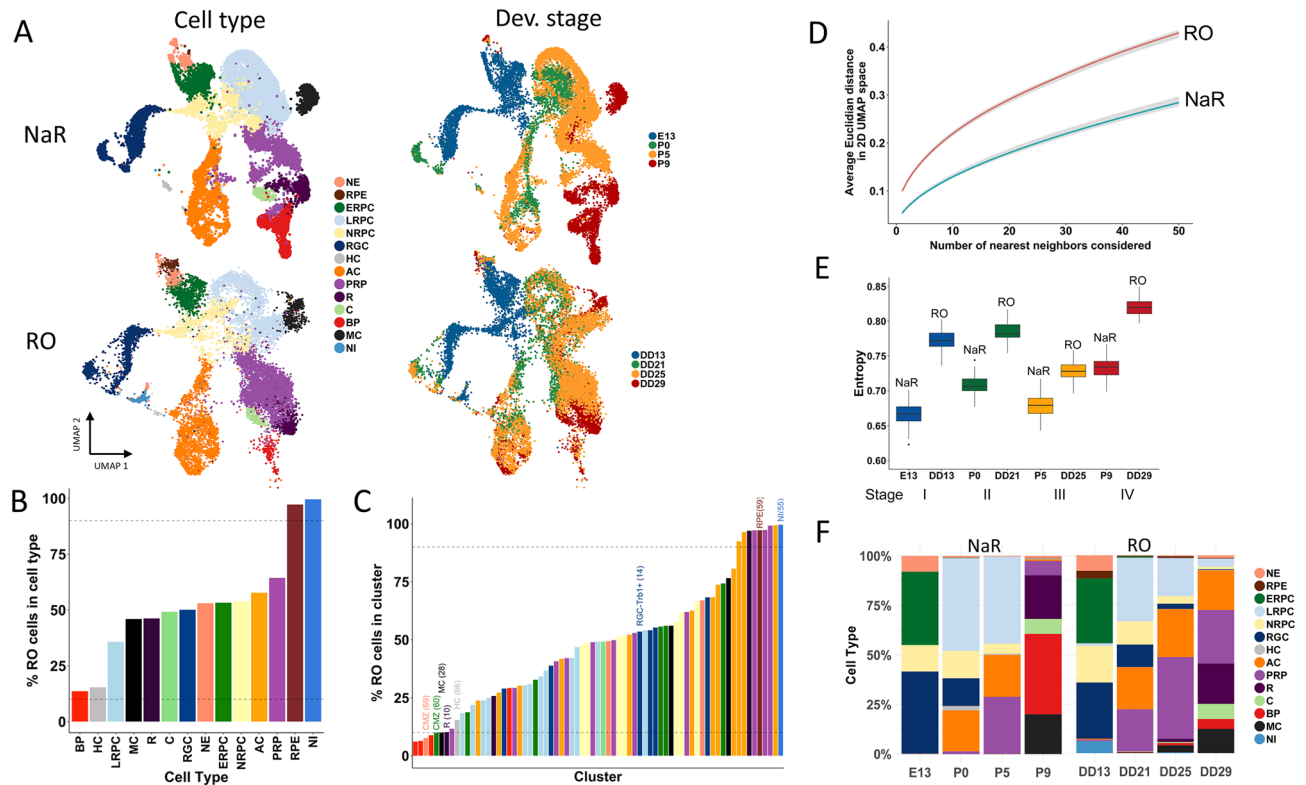 A
Cell type
Dev. stage
NaR
RO
NE
RPE
ERPC
LRPC
NRPC
RGC
HC
AC
PRP
R
C
BP
MC
NI
E13
P0
P5
P9
DD13
DD21
DD25
DD29
UMAP 2
UMAP 1
B
% RO cells in cell type
100
75
50
25
0
BP
HC
LRPC
MC
R
C
RGC
NE
ERPC
NRPC
AC
PRP
RPE
NI
Cell Type
C
% RO cells in cluster
100
75
50
25
0
CMZ (69)
CMZ (60)
R (10)
MC (28)
HC (66)
RGC-Trb1+ (14)
RPE(59)
NI(55)
Cluster
D
Average Euclidian distance
in 2D UMAP space
0.4
0.3
0.2
0.1
RO
NaR
0
10
20
30
40
50
Number of nearest neighbors considered
E
Entropy
0.85
0.80
0.75
0.70
0.65
0.60
NaR
RO
NaR
RO
NaR
RO
NaR
RO
E13
DD13
P0
DD21
P5
DD25
P9
DD29
Stage
I
II
III
IV
F
NaR
RO
Cell Type
100%
75%
50%
25%
0%
E13
P0
P5
P9
DD13
DD21
DD25
DD29
NE
RPE
ERPC
LRPC
NRPC
RGC
HC
AC
PRP
R
C
BP
MC
NI